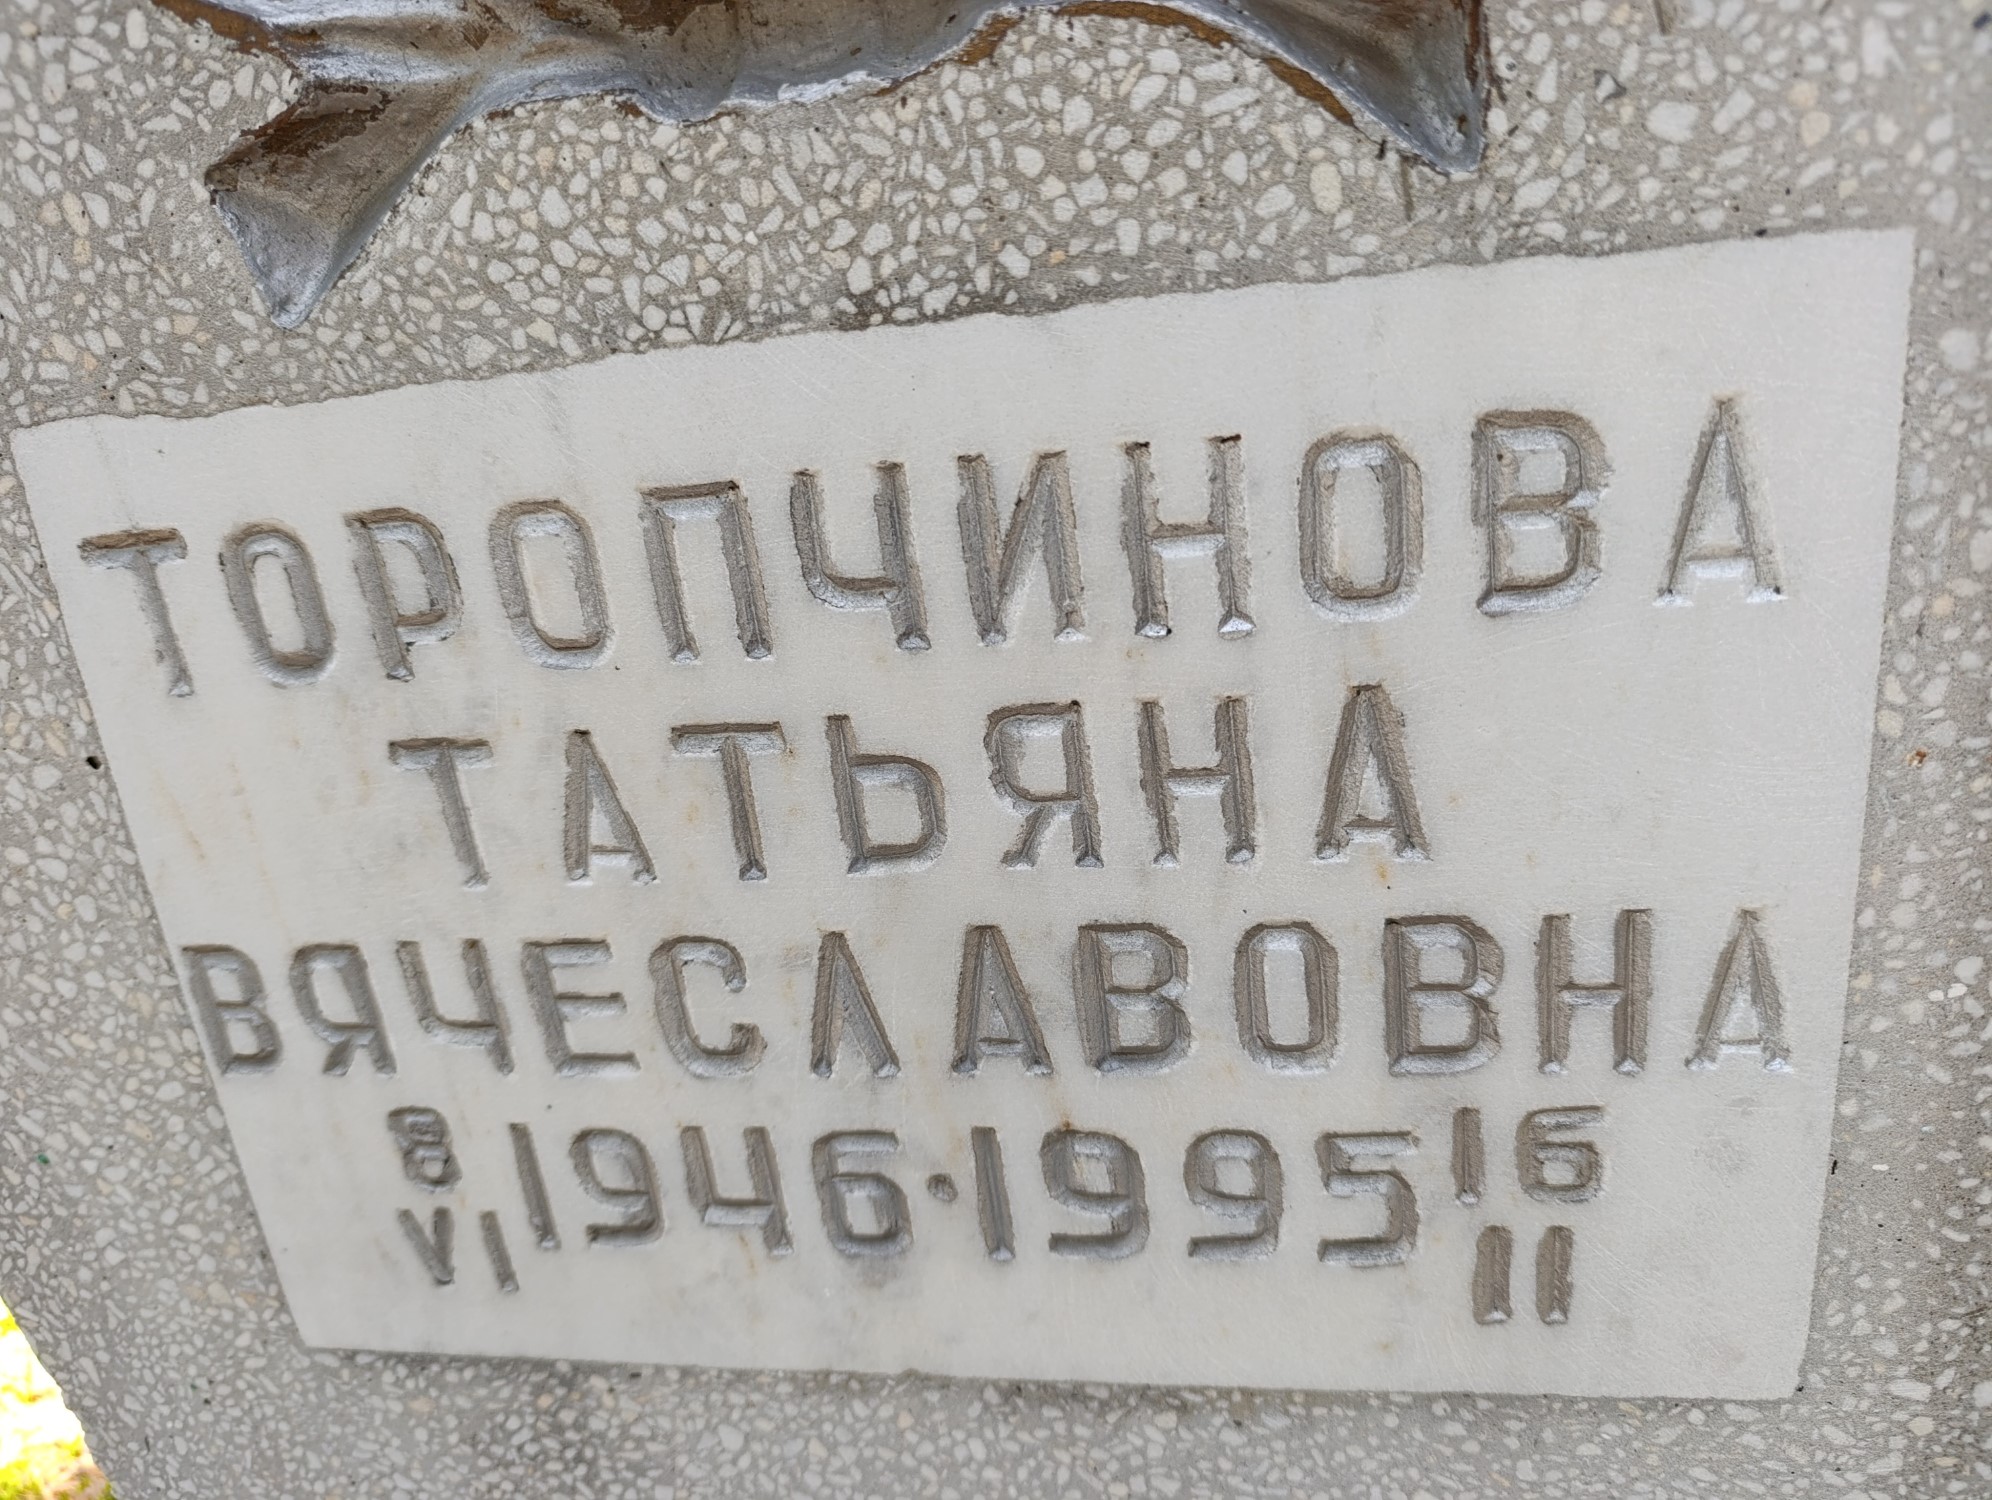 ТОРОПЧИНОВА
ТАТЬЯНА
ВЯЧЕСЛАВОВНА
8 VI 1946·1995 16 II